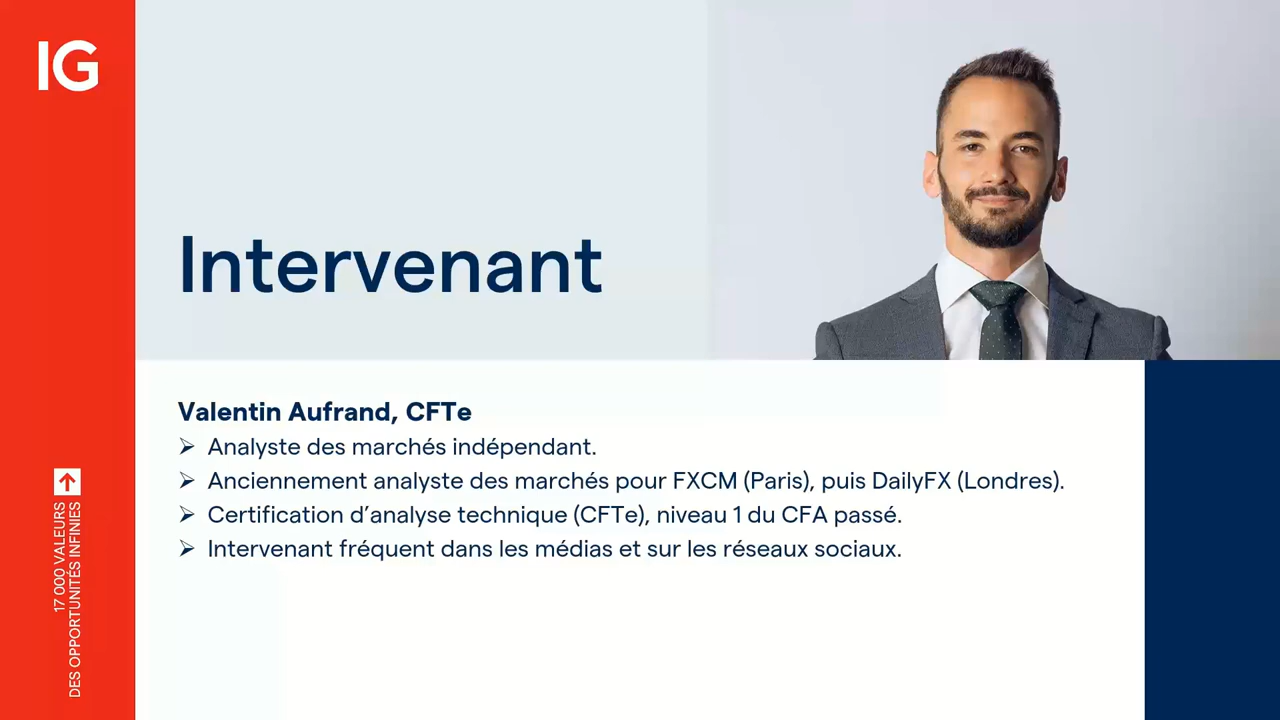 IG
Intervenant
Valentin Aufrand, CFTe
➢ Analyste des marchés indépendant.
➢ Anciennement analyste des marchés pour FXCM (Paris), puis DailyFX (Londres).
➢ Certification d’analyse technique (CFTe), niveau 1 du CFA passé.
➢ Intervenant fréquent dans les médias et sur les réseaux sociaux.
17 000 VALEURS
DES OPPORTUNITÉS INFINIES